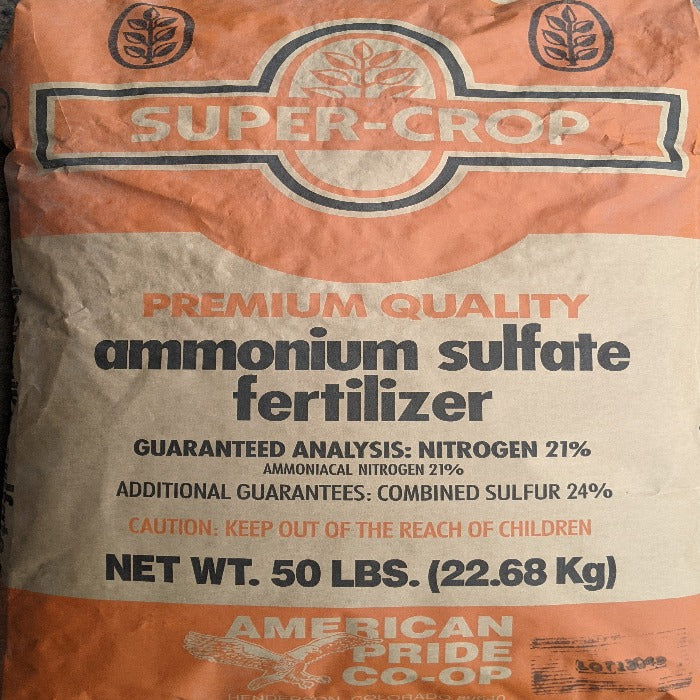 SUPER-CROP
PREMIUM QUALITY
ammonium sulfate
fertilizer
GUARANTEED ANALYSIS: NITROGEN 21%
AMMONIACAL NITROGEN 21%
ADDITIONAL GUARANTEES: COMBINED SULFUR 24%
CAUTION: KEEP OUT OF THE REACH OF CHILDREN
NET WT. 50 LBS. (22.68 Kg)
AMERICAN
PRIDE
CO-OP
HENDERSON, COLORADO